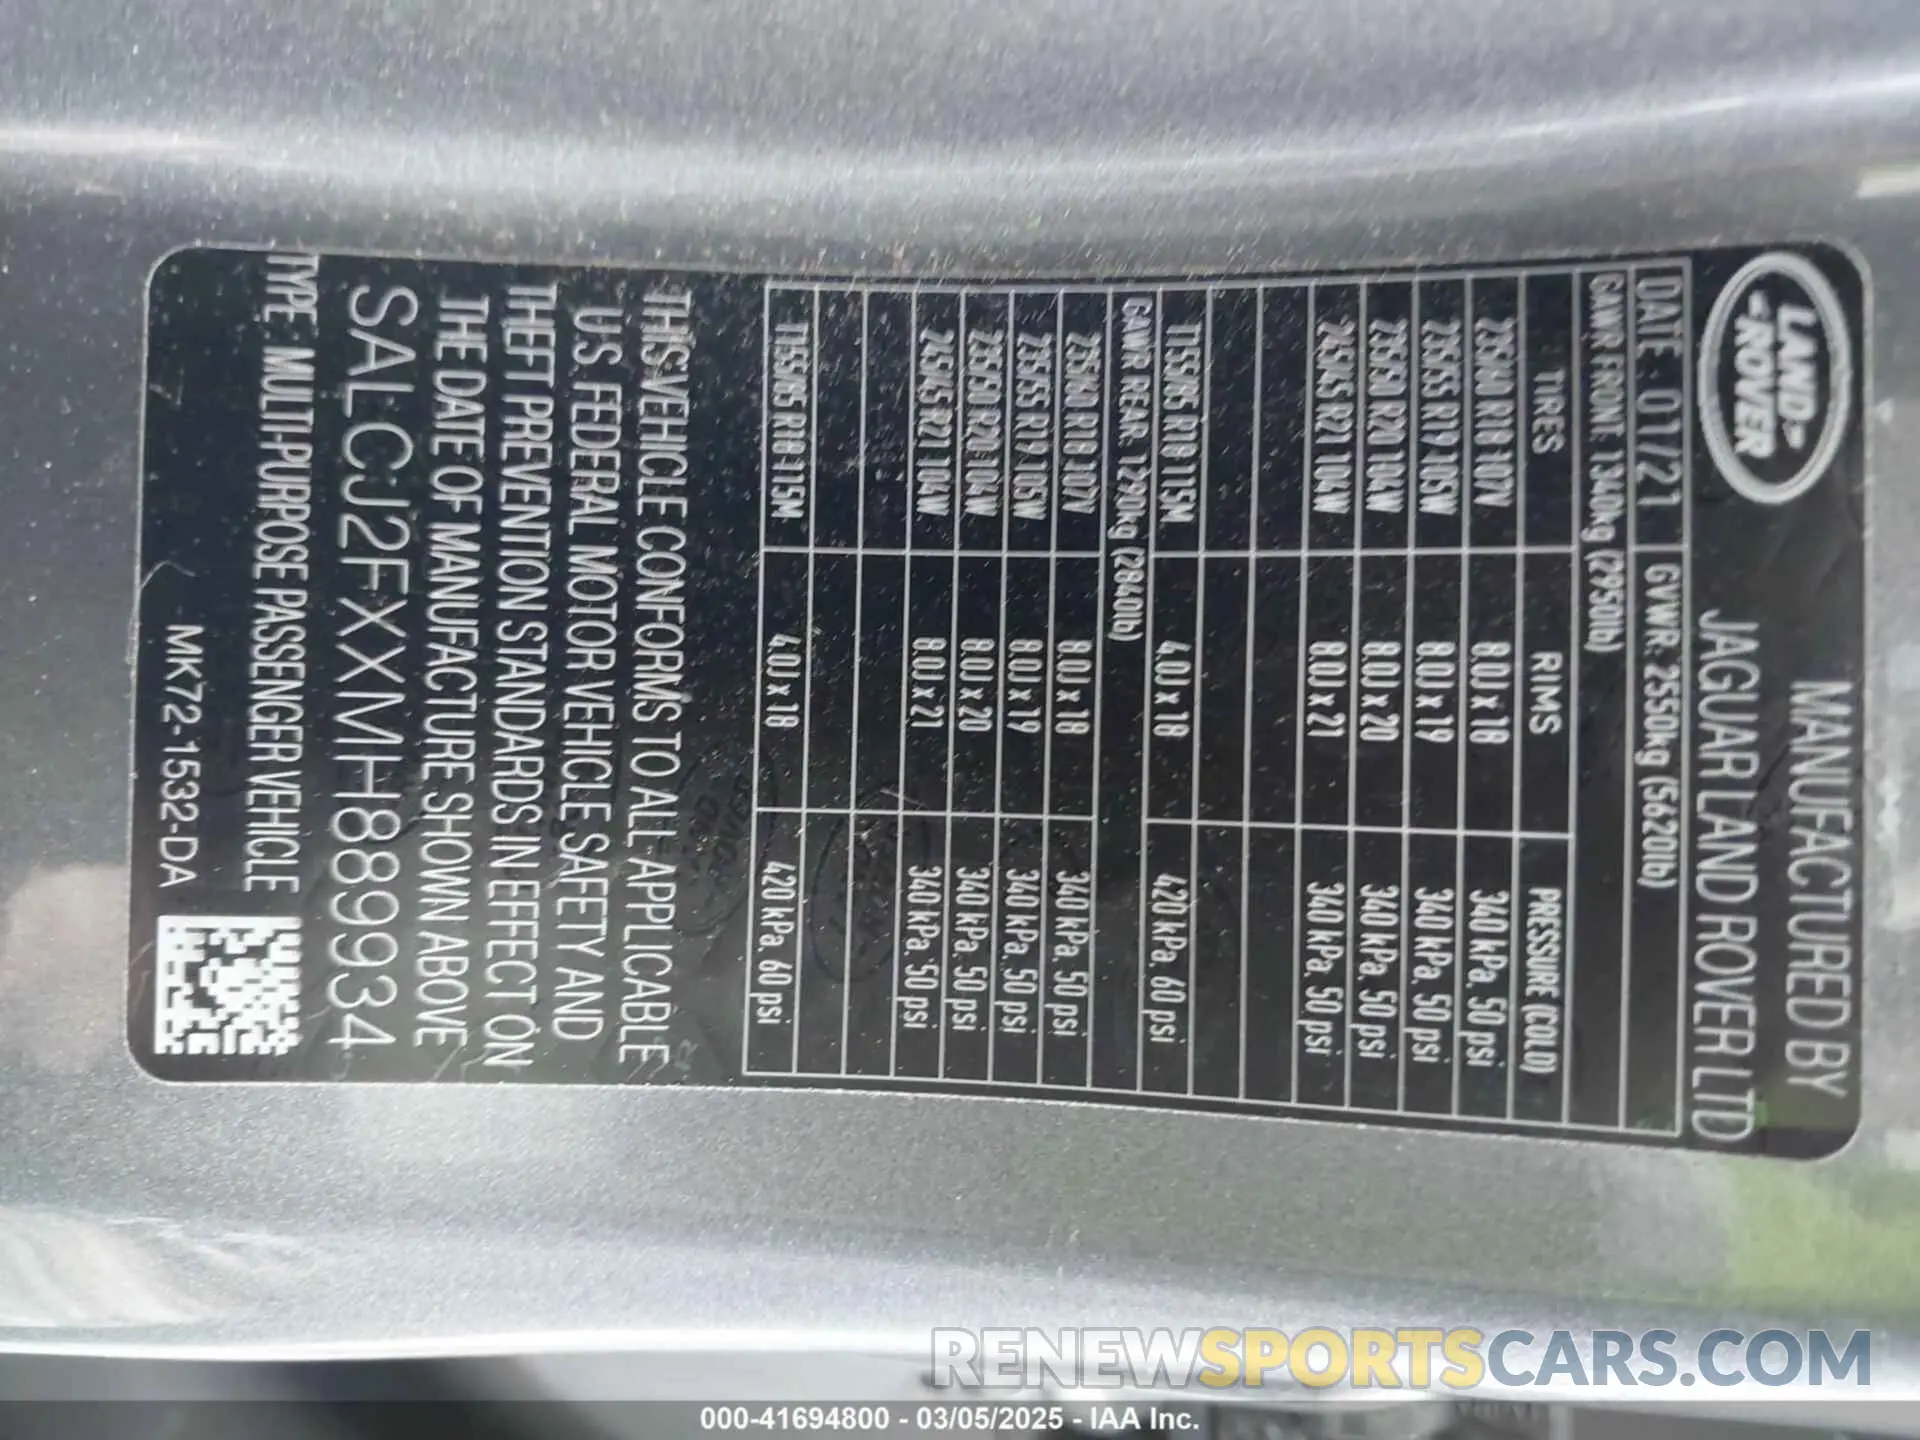 LAND-
-ROVER
MANUFACTURED BY
JAGUAR LAND ROVER LTD
DATE : 01/21 GVWR: 2550kg (5620lb)
GAWR FRONT: 1340kg (2950lb)
TIRES RIMS PRESSURE (COLD)
235/60 R18 107V 8.0J x 18 340 kPa, 50 psi
235/55 R19 105W 8.0J x 19 340 kPa, 50 psi
235/50 R20 104W 8.0J x 20 340 kPa, 50 psi
245/45 R21 104W 8.0J x 21 340 kPa, 50 psi
T155/85 R18 115M 4.0J x 18 420 kPa, 60 psi
GAWR REAR: 1290kg (2840lb)
235/60 R18 107V 8.0J x 18 340 kPa, 50 psi
235/55 R19 105W 8.0J x 19 340 kPa, 50 psi
235/50 R20 104W 8.0J x 20 340 kPa, 50 psi
245/45 R21 104W 8.0J x 21 340 kPa, 50 psi
T155/85 R18 115M 4.0J x 18 420 kPa, 60 psi
THIS VEHICLE CONFORMS TO ALL APPLICABLE
U.S. FEDERAL MOTOR VEHICLE SAFETY AND
THEFT PREVENTION STANDARDS IN EFFECT ON
THE DATE OF MANUFACTURE SHOWN ABOVE
SALCJ2FXXMH889934
TYPE : MULTI-PURPOSE PASSENGER VEHICLE
MK72-1532-DA
RENEWSPORTSCARS.COM
000-41694800 - 03/05/2025 - IAA Inc.